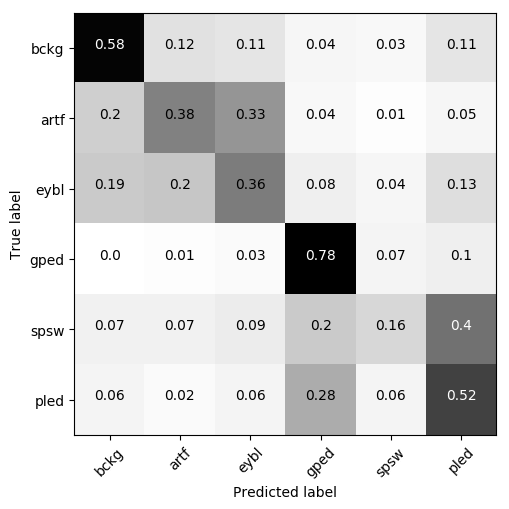 bckg 0.58 0.12 0.11 0.04 0.03 0.11
artf 0.2 0.38 0.33 0.04 0.01 0.05
eybl 0.19 0.2 0.36 0.08 0.04 0.13
gped 0.0 0.01 0.03 0.78 0.07 0.1
spsw 0.07 0.07 0.09 0.2 0.16 0.4
pled 0.06 0.02 0.06 0.28 0.06 0.52
True label
bckg artf eybl gped spsw pled
Predicted label